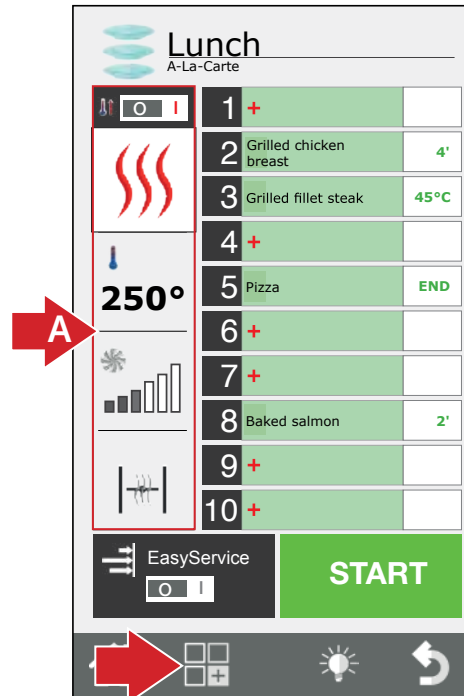 Lunch
A-La-Carte
O I
1 +
2 Grilled chicken
breast 4'
3 Grilled fillet steak 45°C
4 +
250°
5 Pizza END
A
6 +
7 +
8 Baked salmon 2'
9 +
10 +
EasyService
O I
START